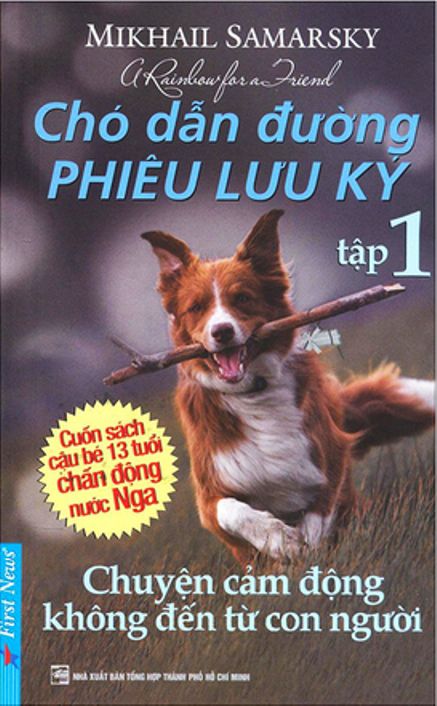 MIKHAIL SAMARSKY
A Rainbow for a Friend
Chó dẫn đường
PHIÊU LƯU KÝ
tập 1
Cuốn sách
cậu bé 13 tuổi
chấn động
nước Nga
Chuyện cảm động
không đến từ con người
First News
NHÀ XUẤT BẢN TỔNG HỢP THÀNH PHỐ HỒ CHÍ MINH